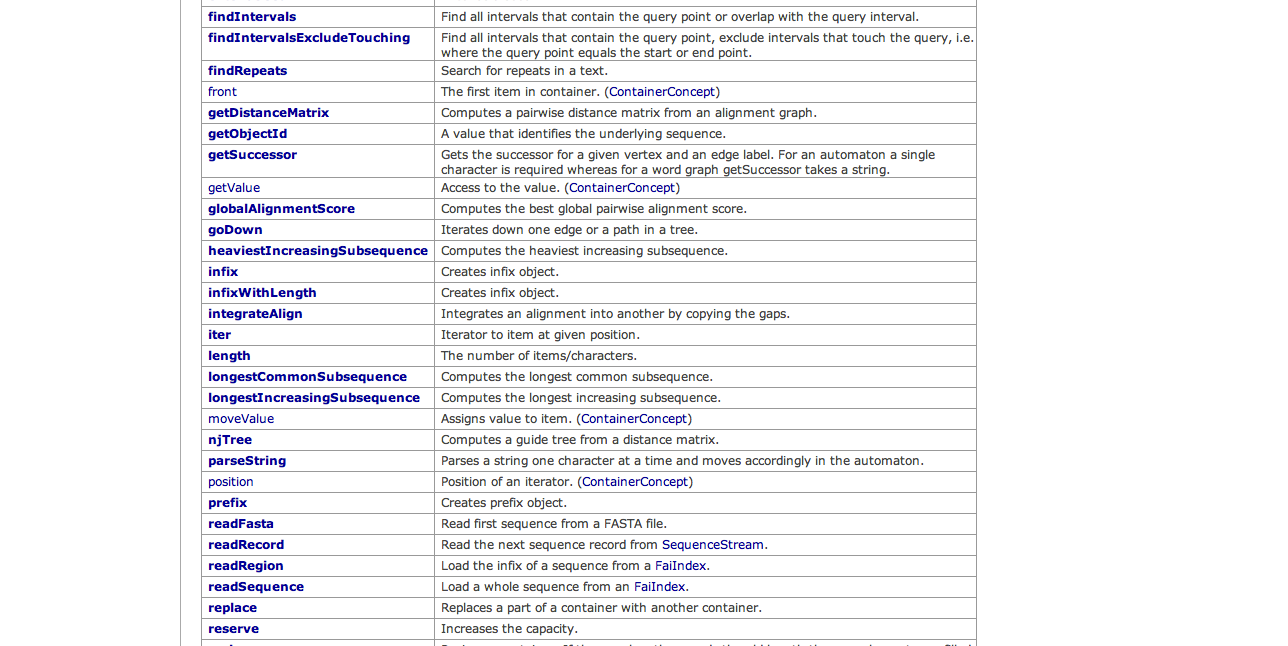 findIntervals Find all intervals that contain the query point or overlap with the query interval.
findIntervalsExcludeTouching Find all intervals that contain the query point, exclude intervals that touch the query, i.e.
where the query point equals the start or end point.
findRepeats Search for repeats in a text.
front The first item in container. (ContainerConcept)
getDistanceMatrix Computes a pairwise distance matrix from an alignment graph.
getObjectId A value that identifies the underlying sequence.
getSuccessor Gets the successor for a given vertex and an edge label. For an automaton a single
character is required whereas for a word graph getSuccessor takes a string.
getValue Access to the value. (ContainerConcept)
globalAlignmentScore Computes the best global pairwise alignment score.
goDown Iterates down one edge or a path in a tree.
heaviestIncreasingSubsequence Computes the heaviest increasing subsequence.
infix Creates infix object.
infixWithLength Creates infix object.
integrateAlign Integrates an alignment into another by copying the gaps.
iter Iterator to item at given position.
length The number of items/characters.
longestCommonSubsequence Computes the longest common subsequence.
longestIncreasingSubsequence Computes the longest increasing subsequence.
moveValue Assigns value to item. (ContainerConcept)
njTree Computes a guide tree from a distance matrix.
parseString Parses a string one character at a time and moves accordingly in the automaton.
position Position of an iterator. (ContainerConcept)
prefix Creates prefix object.
readFasta Read first sequence from a FASTA file.
readRecord Read the next sequence record from SequenceStream.
readRegion Load the infix of a sequence from a FaiIndex.
readSequence Load a whole sequence from an FaiIndex.
replace Replaces a part of a container with another container.
reserve Increases the capacity.